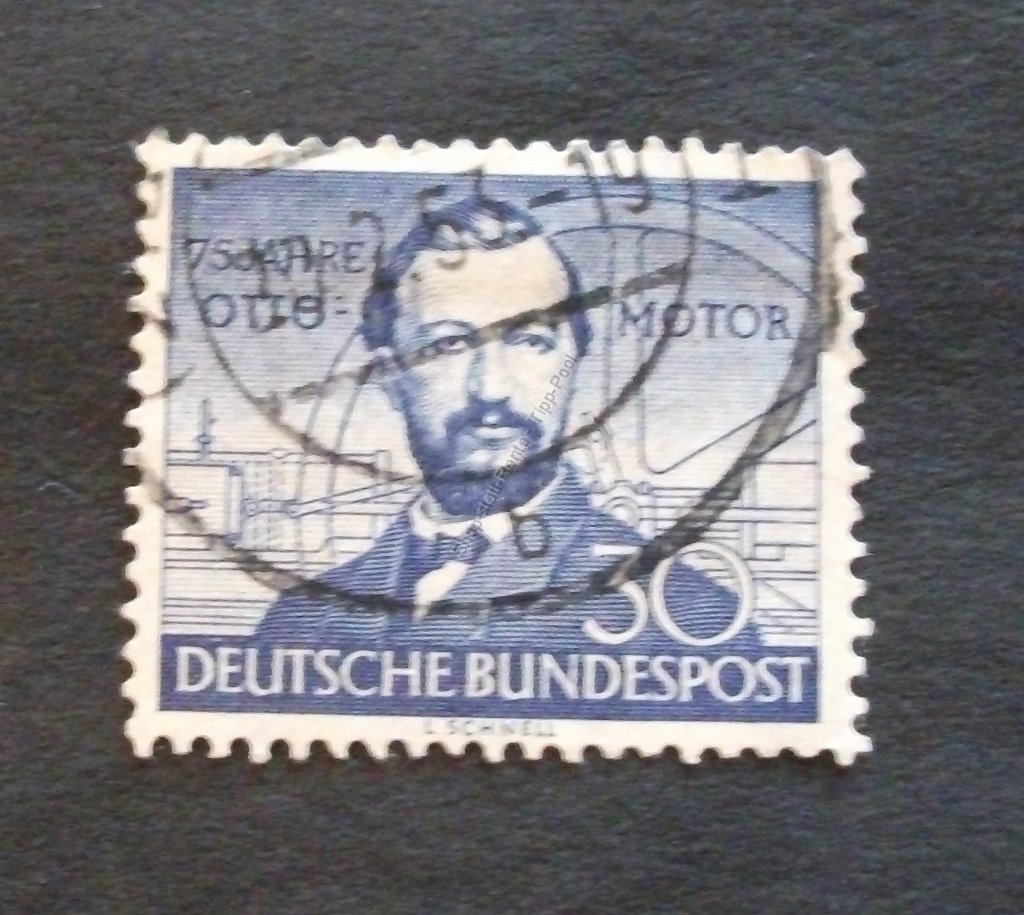 75 JAHRE
OTTO-
MOTOR
30
DEUTSCHE BUNDESPOST
L SCHNELL
b